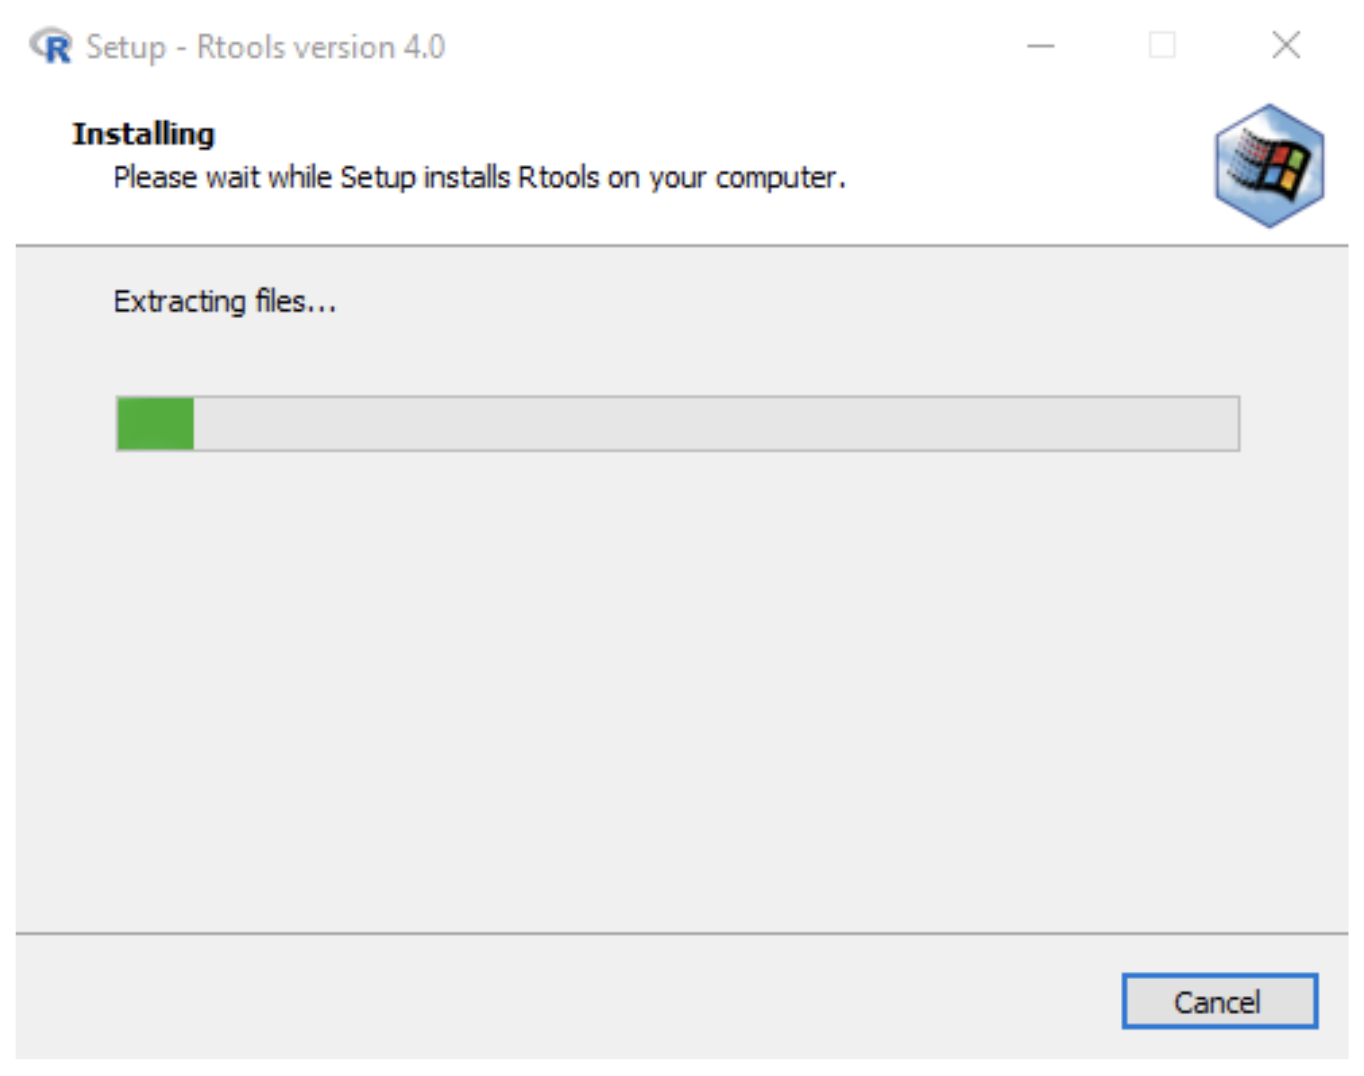 R Setup - Rtools version 4.0
Installing
Please wait while Setup installs Rtools on your computer.
Extracting files...
Cancel